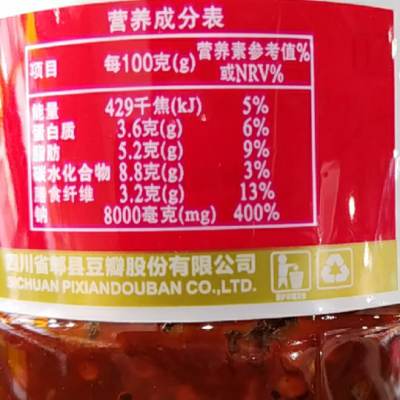 营养成分表
项目 每100克(g) 营养素参考值%
或NRV%
能量 429千焦(kJ) 5%
蛋白质 3.6克(g) 6%
脂肪 5.2克(g) 9%
碳水化合物 8.8克(g) 3%
膳食纤维 3.2克(g) 13%
钠 8000毫克(mg) 400%
四川省郫县豆瓣股份有限公司
SICHUAN PIXIANDOUBAN CO.,LTD.